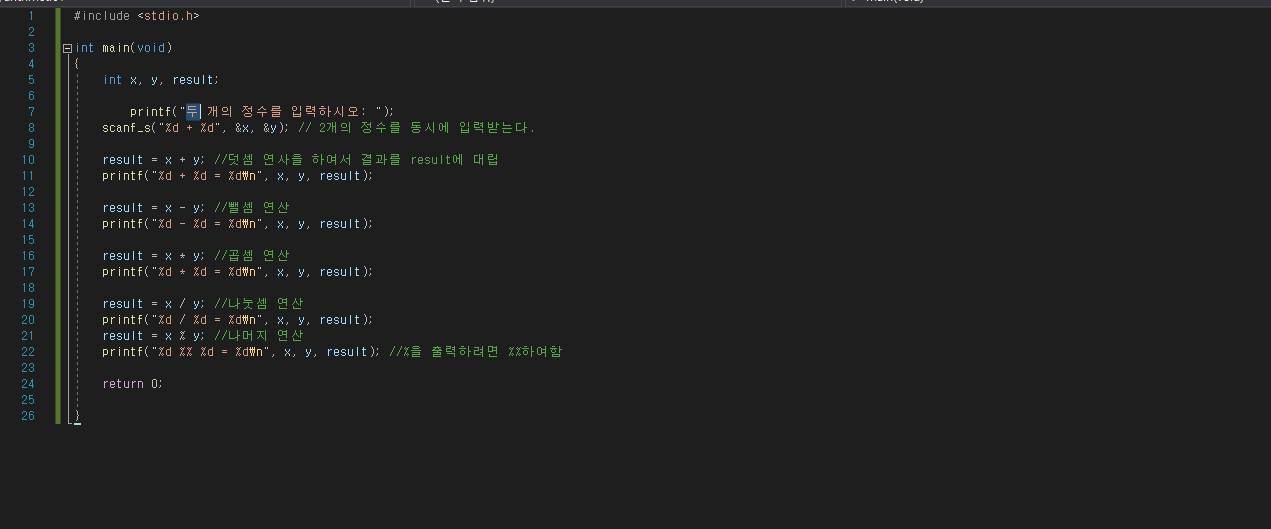 1 #include <stdio.h>
2
3 int main(void)
4 {
5 int x, y, result;
6
7 printf("두 개의 정수를 입력하시오: ");
8 scanf_s("%d + %d", &x, &y); // 2개의 정수를 동시에 입력받는다.
9
10 result = x + y; //덧셈 연사을 하여서 결과를 result에 대립
11 printf("%d + %d = %d₩n", x, y, result);
12
13 result = x - y; //뺄셈 연산
14 printf("%d - %d = %d₩n", x, y, result);
15
16 result = x * y; //곱셈 연산
17 printf("%d * %d = %d₩n", x, y, result);
18
19 result = x / y; //나눗셈 연산
20 printf("%d / %d = %d₩n", x, y, result);
21 result = x % y; //나머지 연산
22 printf("%d %% %d = %d₩n", x, y, result); //%을 출력하려면 %%하여함
23
24 return 0;
25
26 }